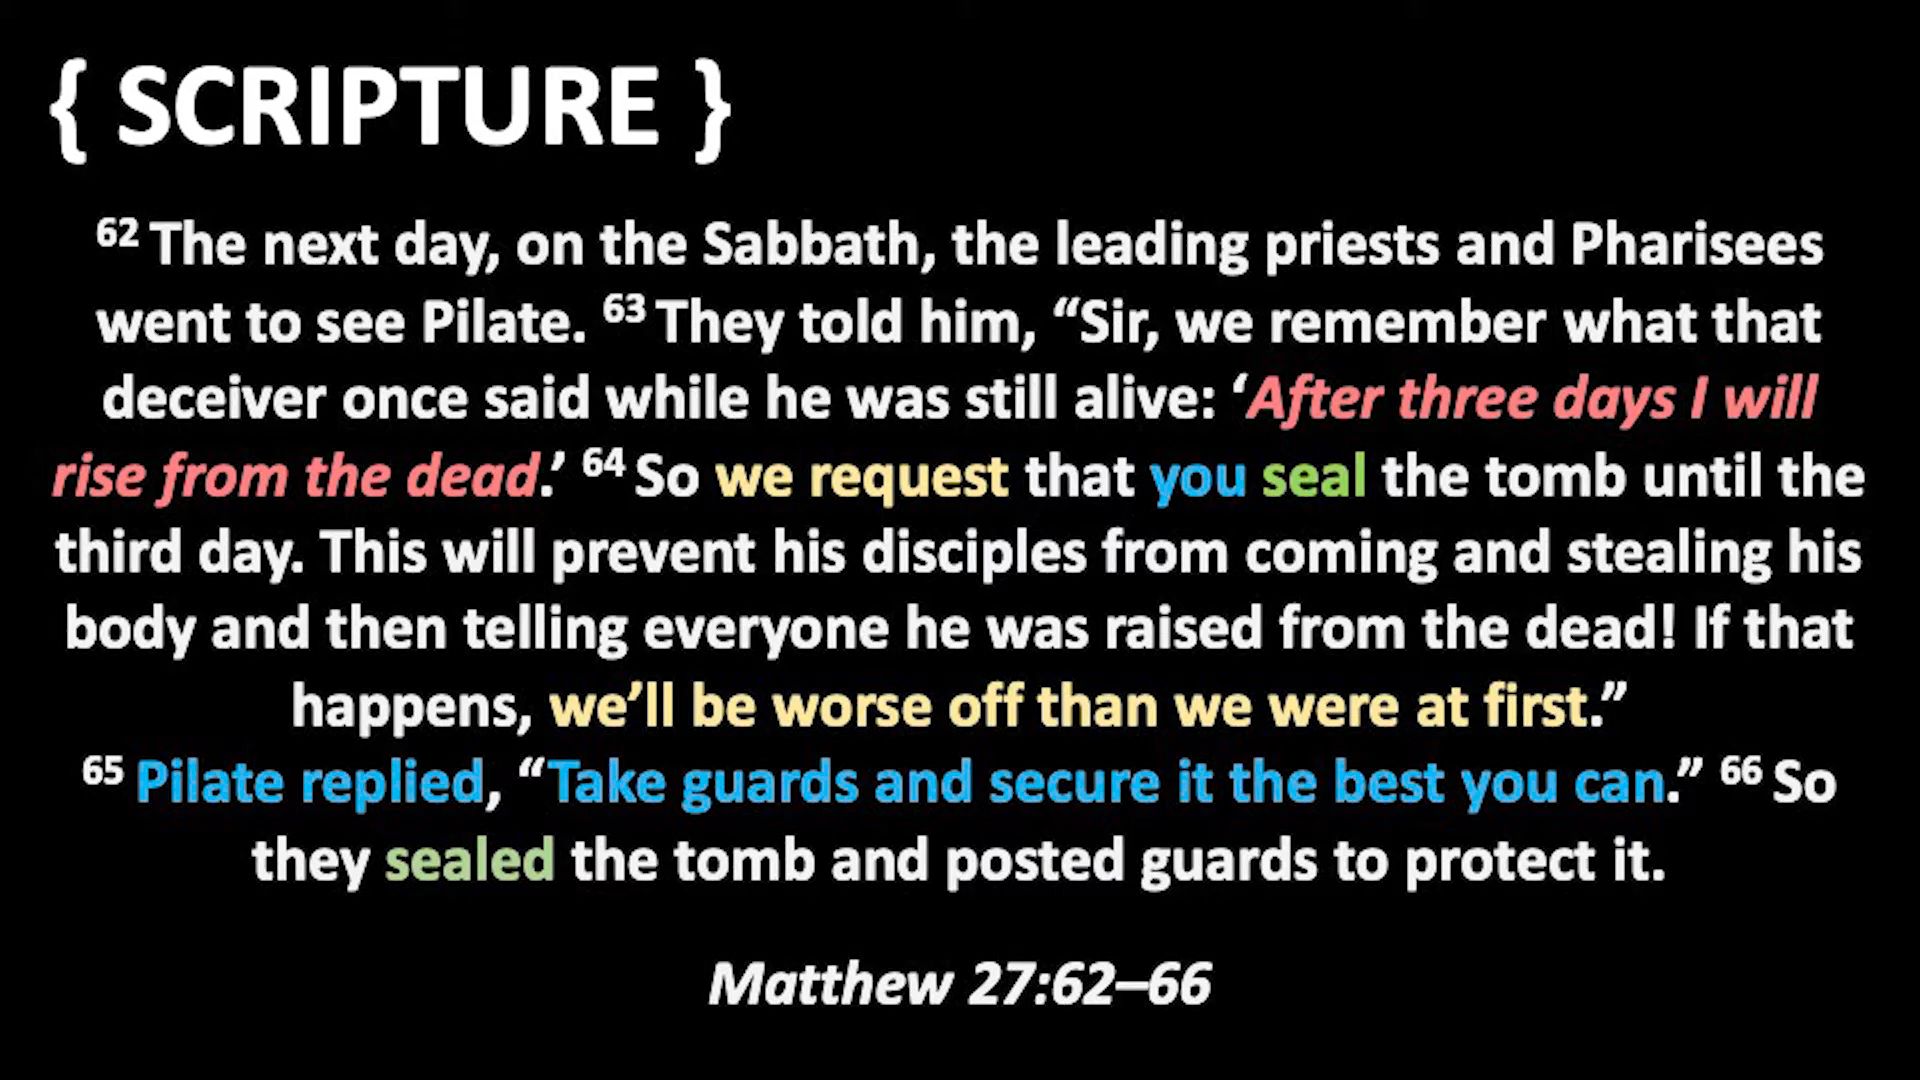 { SCRIPTURE }
62 The next day, on the Sabbath, the leading priests and Pharisees
went to see Pilate. 63 They told him, “Sir, we remember what that
deceiver once said while he was still alive: ‘After three days I will
rise from the dead.’ 64 So we request that you seal the tomb until the
third day. This will prevent his disciples from coming and stealing his
body and then telling everyone he was raised from the dead! If that
happens, we’ll be worse off than we were at first.”
65 Pilate replied, “Take guards and secure it the best you can.” 66 So
they sealed the tomb and posted guards to protect it.
Matthew 27:62–66